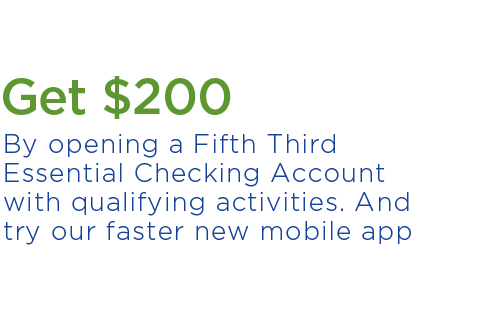 Get $200
By opening a Fifth Third
Essential Checking Account
with qualifying activities. And
try our faster new mobile app